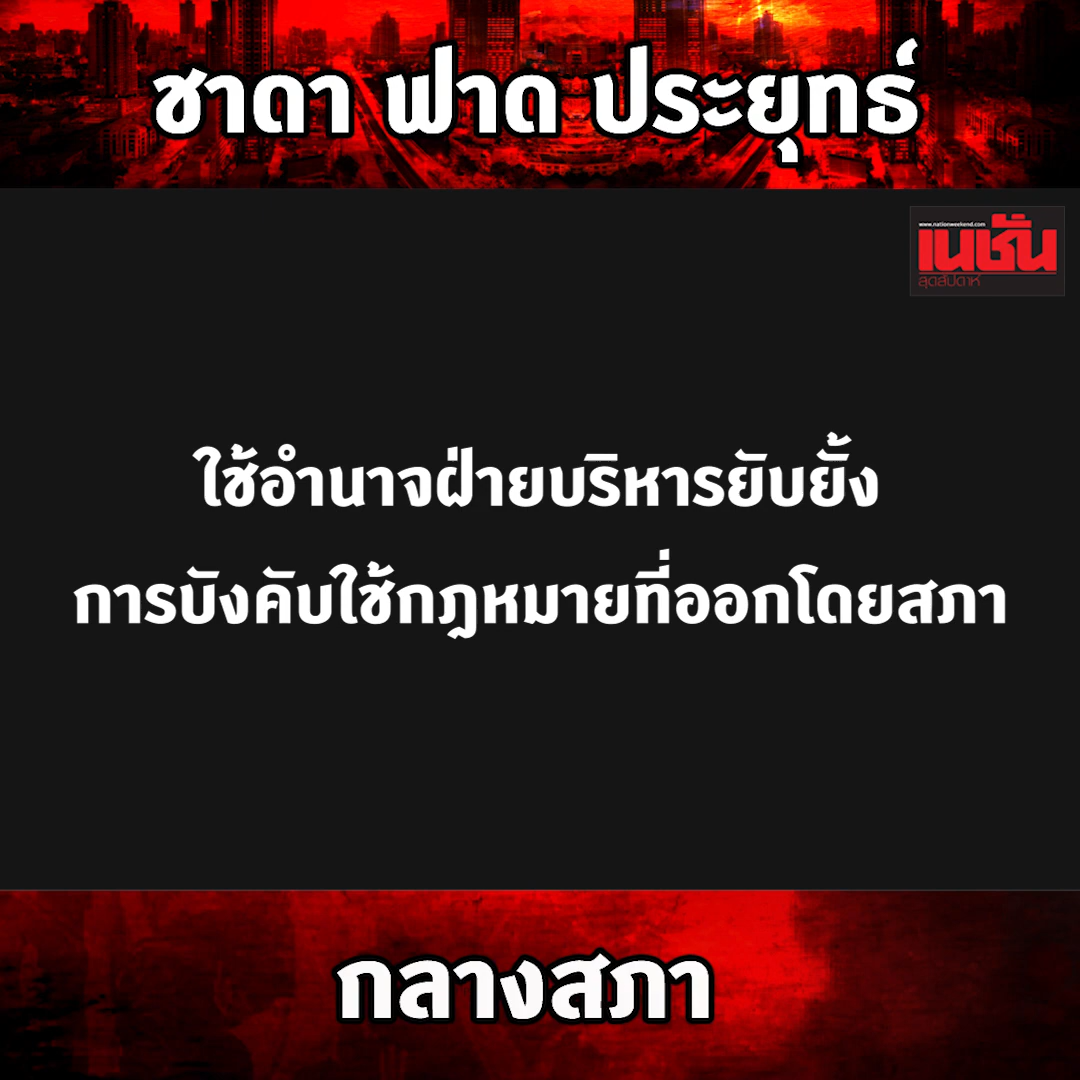 ชาดา ฟาด ประยุทธ์
www.nationweekend.com
เนชั่น
สุดสัปดาห์
ใช้อำนาจฝ่ายบริหารยับยั้ง
การบังคับใช้กฎหมายที่ออกโดยสภา
กลางสภา